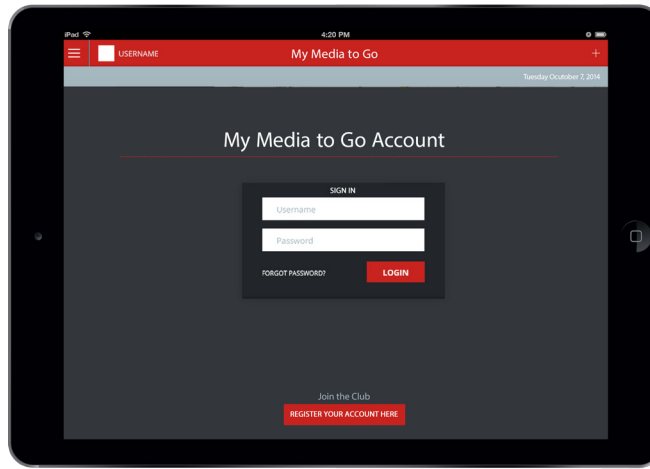 iPad 4:20 PM
USERNAME My Media to Go +
Tuesday Ocutober 7, 2014
My Media to Go Account
SIGN IN
Username
Password
FORGOT PASSWORD? LOGIN
Join the Club
REGISTER YOUR ACCOUNT HERE